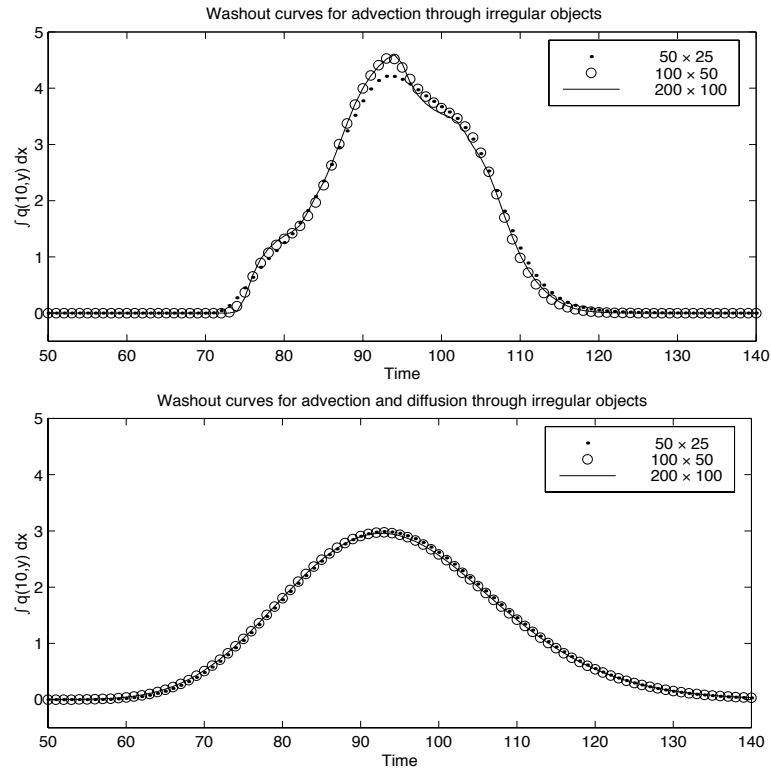 Washout curves for advection through irregular objects
5
4
3
2
1
0
∫ q(10,y) dx
50 × 25
100 × 50
200 × 100
50 60 70 80 90 100 110 120 130 140
Time
Washout curves for advection and diffusion through irregular objects
5
4
3
2
1
0
∫ q(10,y) dx
50 × 25
100 × 50
200 × 100
50 60 70 80 90 100 110 120 130 140
Time